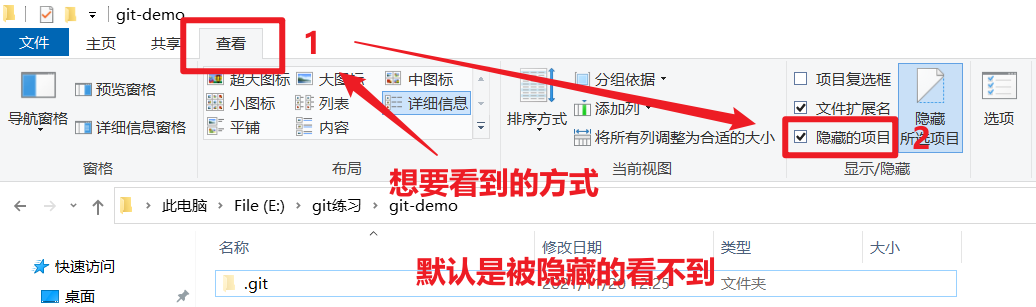 git-demo
文件 主页 共享 查看 1
超大图标 大图标 中图标
小图标 列表 详细信息
平铺 内容
导航窗格 预览窗格
详细信息窗格
窗格
布局
排序方式 分组依据
添加列
将所有列调整为合适的大小
当前视图
项目复选框
文件扩展名
隐藏的项目 2
隐藏
所选项目
选项
显示/隐藏
想要看到的方式
此电脑 File (E:) git练习 git-demo
名称 修改日期 类型 大小
快速访问
默认是被隐藏的看不到
.git 文件夹
桌面